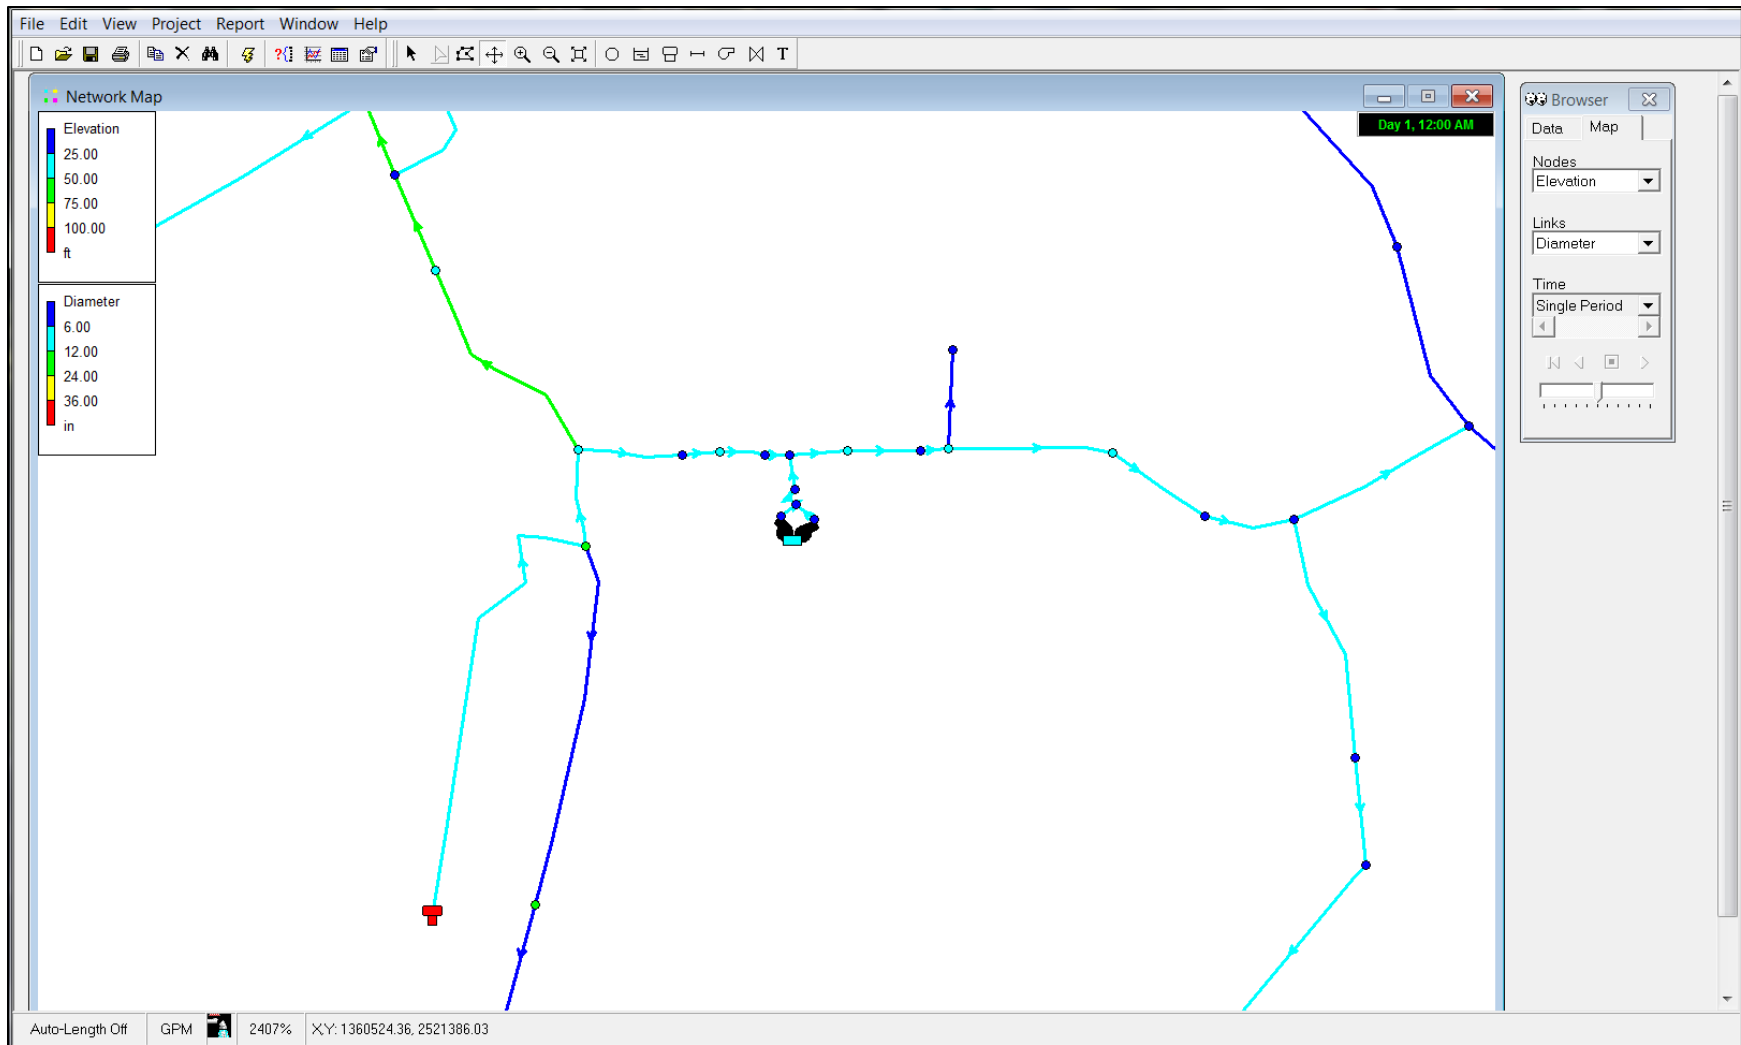 File Edit View Project Report Window Help
T
Network Map
Day 1, 12:00 AM
Elevation
25.00
50.00
75.00
100.00
ft
Diameter
6.00
12.00
24.00
36.00
in
Browser
Data Map
Nodes
Elevation
Links
Diameter
Time
Single Period
Auto-Length Off GPM 2407% X,Y: 1360524.36, 2521386.03